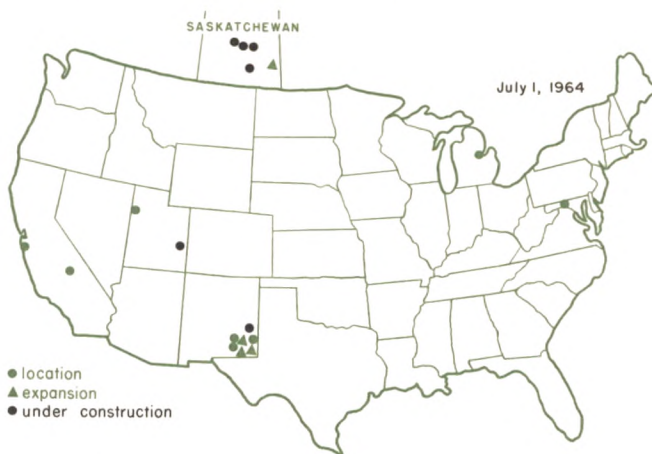 SASKATCHEWAN
July 1, 1964
location
expansion
under construction